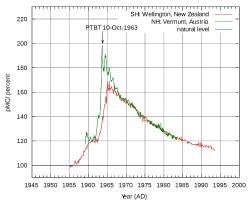 SH: Wellington, New Zealand
NH: Vermunt, Austria
natural level
PTBT 10-Oct-1963
pMC/ percent
220
200
180
160
140
120
100
1945 1950 1955 1960 1965 1970 1975 1980 1985 1990 1995 2000
Year (AD)